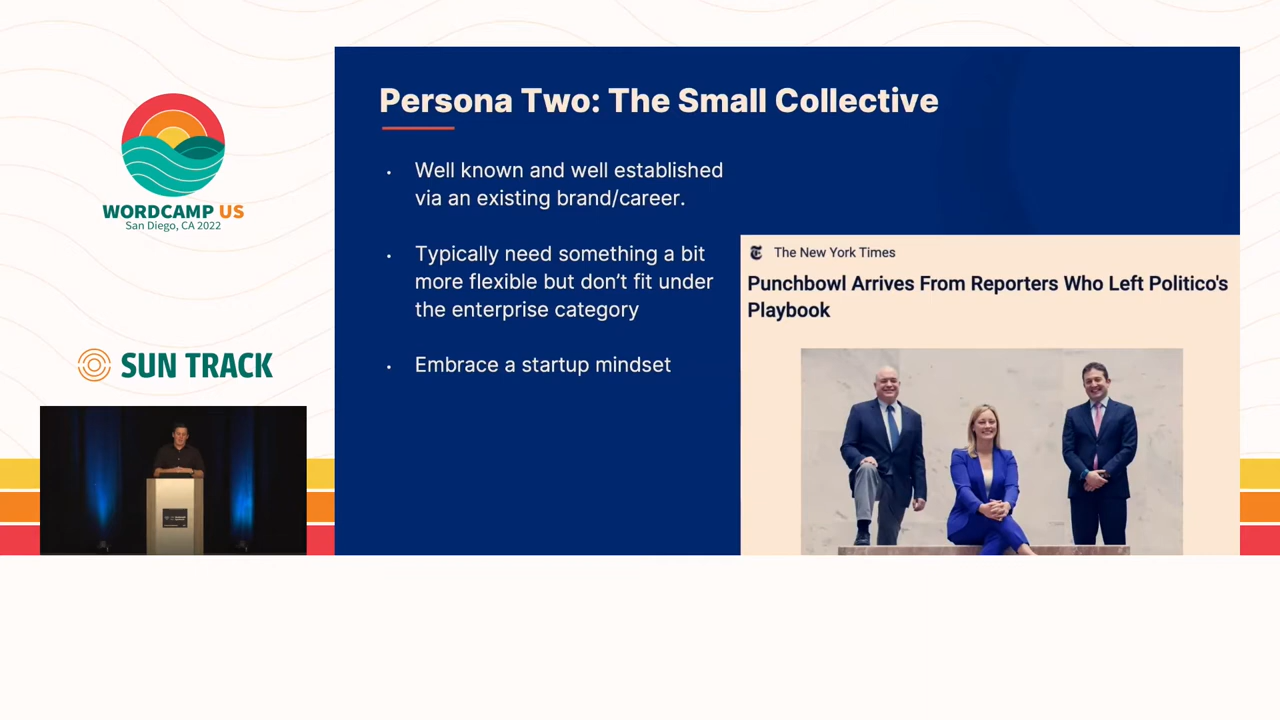 WORDCAMP US
San Diego, CA 2022
SUN TRACK
Persona Two: The Small Collective
• Well known and well established
via an existing brand/career.
• Typically need something a bit
more flexible but don’t fit under
the enterprise category
• Embrace a startup mindset
The New York Times
Punchbowl Arrives From Reporters Who Left Politico's
Playbook